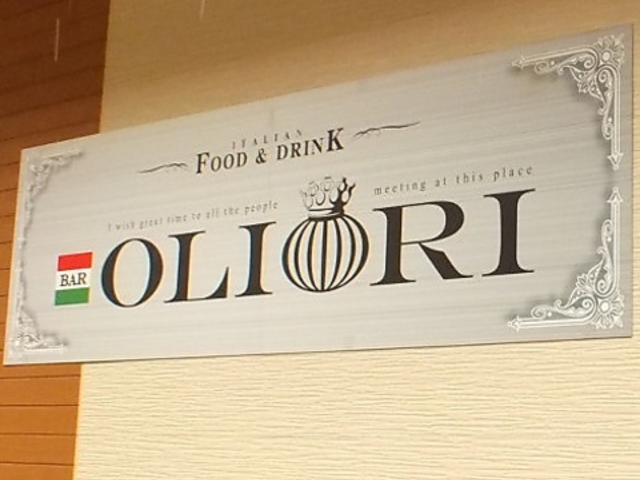 ITALIAN
FOOD & DRINK
I wish great time to all the people meeting at this place
BAR OLIORI